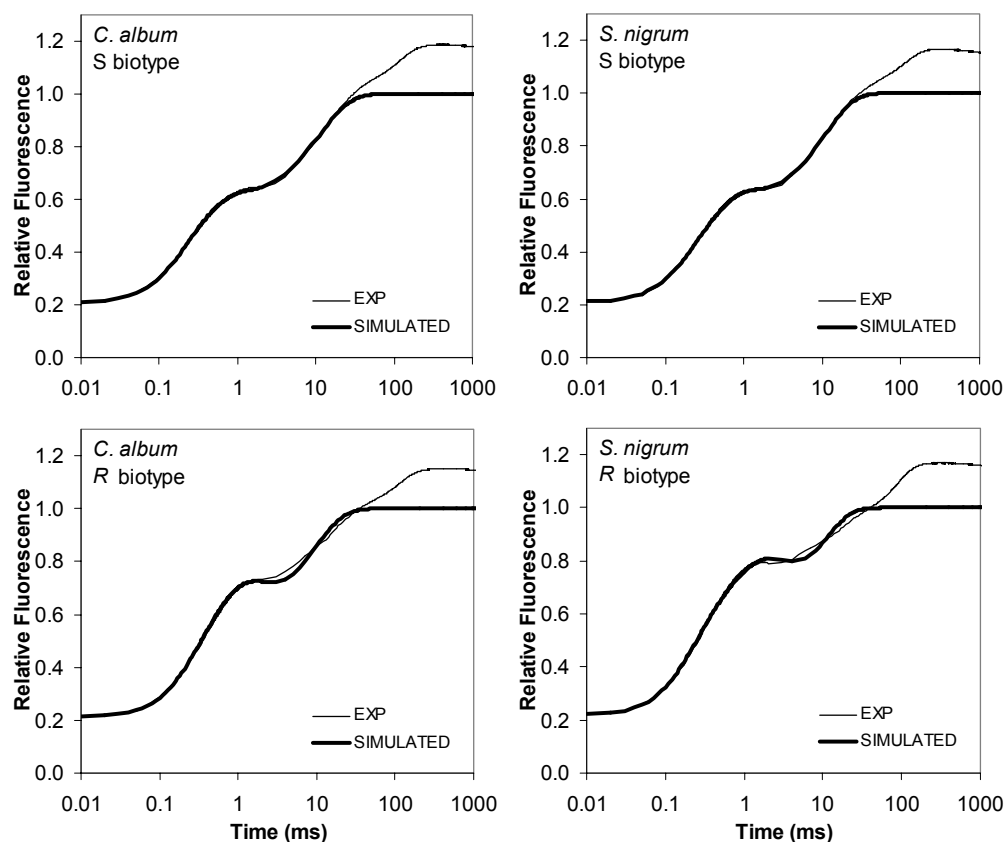 C. album
S biotype
Relative Fluorescence
1.2
1.0
0.8
0.6
0.4
0.2
0.0
EXP
SIMULATED
0.01 0.1 1 10 100 1000
S. nigrum
S biotype
Relative Fluorescence
1.2
1.0
0.8
0.6
0.4
0.2
0.0
EXP
SIMULATED
0.01 0.1 1 10 100 1000
C. album
R biotype
Relative Fluorescence
1.2
1.0
0.8
0.6
0.4
0.2
0.0
EXP
SIMULATED
0.01 0.1 1 10 100 1000
Time (ms)
S. nigrum
R biotype
Relative Fluorescence
1.2
1.0
0.8
0.6
0.4
0.2
0.0
EXP
SIMULATED
0.01 0.1 1 10 100 1000
Time (ms)